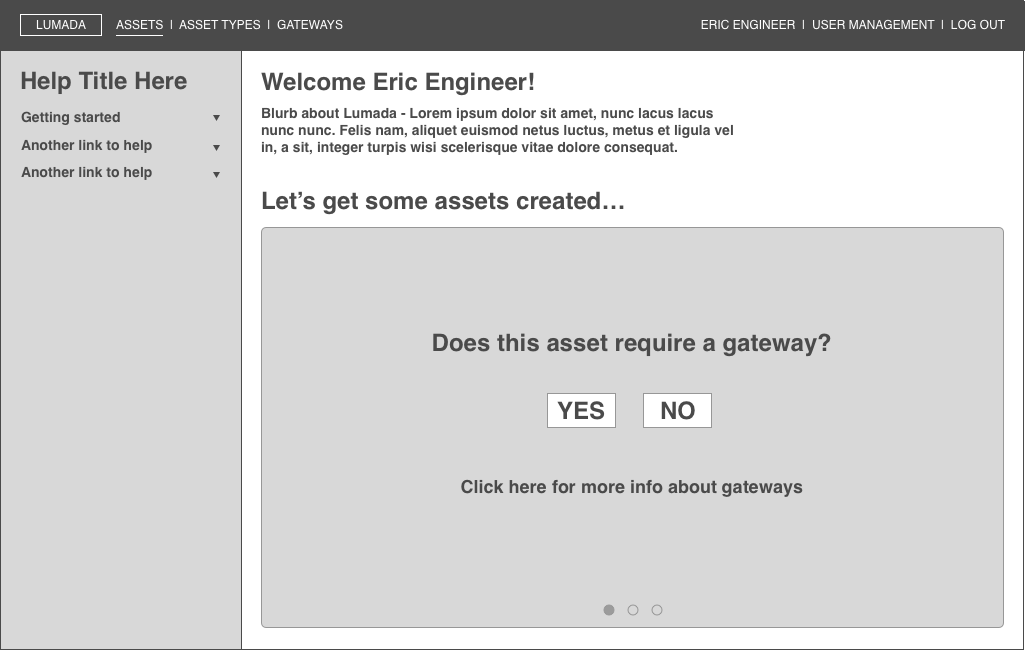 LUMADA ASSETS | ASSET TYPES | GATEWAYS ERIC ENGINEER | USER MANAGEMENT | LOG OUT
Help Title Here
Getting started
Another link to help
Another link to help
Welcome Eric Engineer!
Blurb about Lumada - Lorem ipsum dolor sit amet, nunc lacus lacus
nunc nunc. Felis nam, aliquet euismod netus luctus, metus et ligula vel
in, a sit, integer turpis wisi scelerisque vitae dolore consequat.
Let’s get some assets created…
Does this asset require a gateway?
YES NO
Click here for more info about gateways